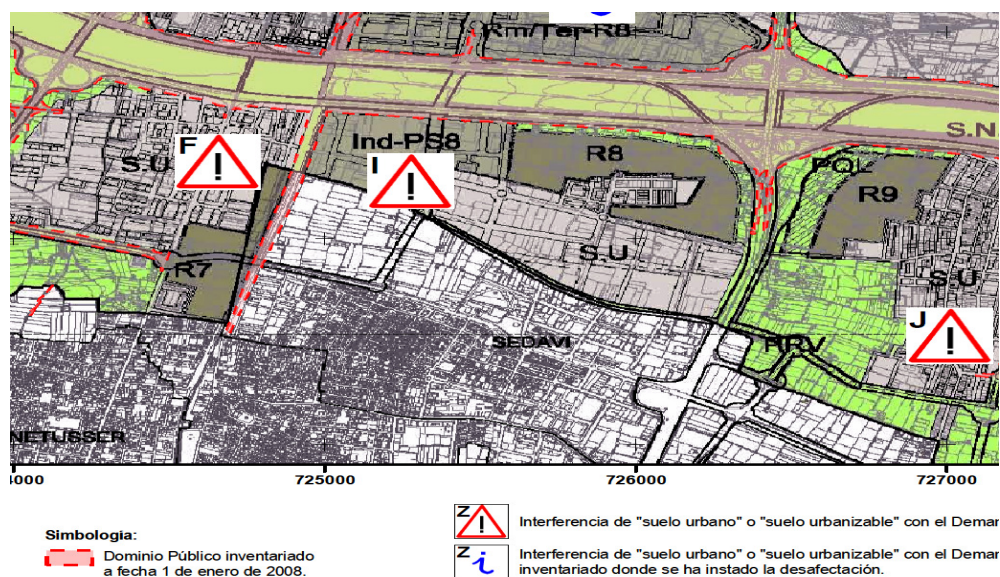 Rm/Ter-R8
S.N
F
S.U
Ind-PS8
I
R8
PQL
R9
S.U
S.U
R7
J
SEDAVI
HRV
NETUSSER
4000
725000
726000
727000
Simbología:
Dominio Público inventariado
a fecha 1 de enero de 2008.
Z
Interferencia de "suelo urbano" o "suelo urbanizable" con el Demar
Z i
Interferencia de "suelo urbano" o "suelo urbanizable" con el Demar
inventariado donde se ha instado la desafectación.